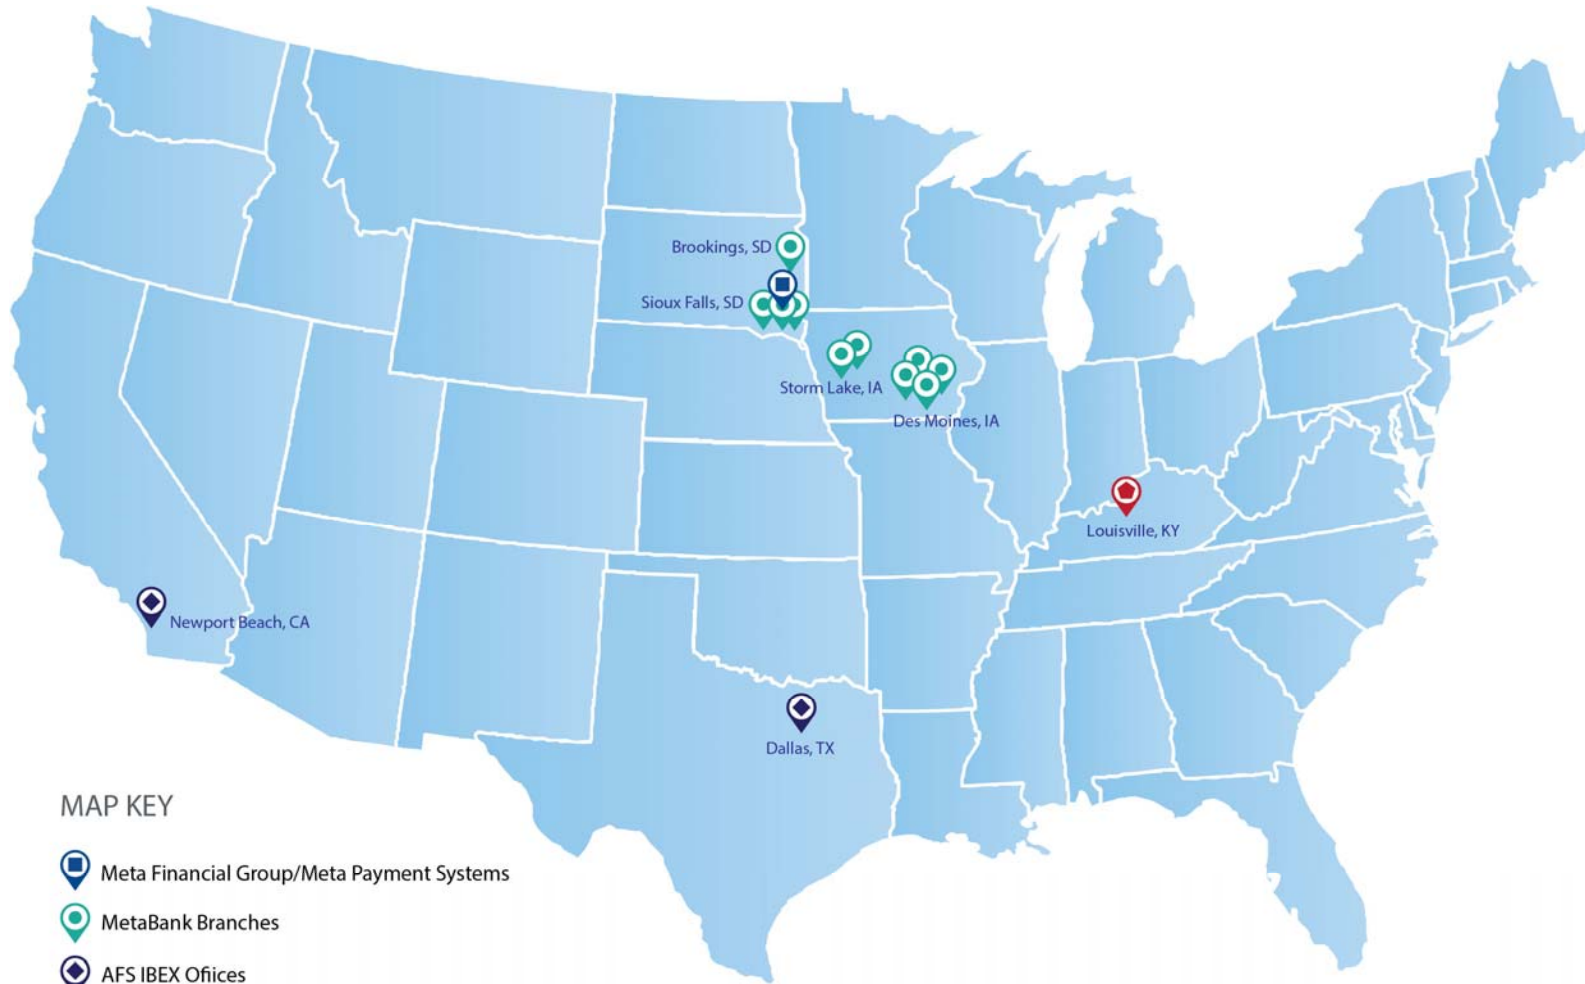 Brookings, SD
Sioux Falls, SD
Storm Lake, IA
Des Moines, IA
Louisville, KY
Newport Beach, CA
Dallas, TX
MAP KEY
Meta Financial Group/Meta Payment Systems
MetaBank Branches
AFS IBEX Ofiices